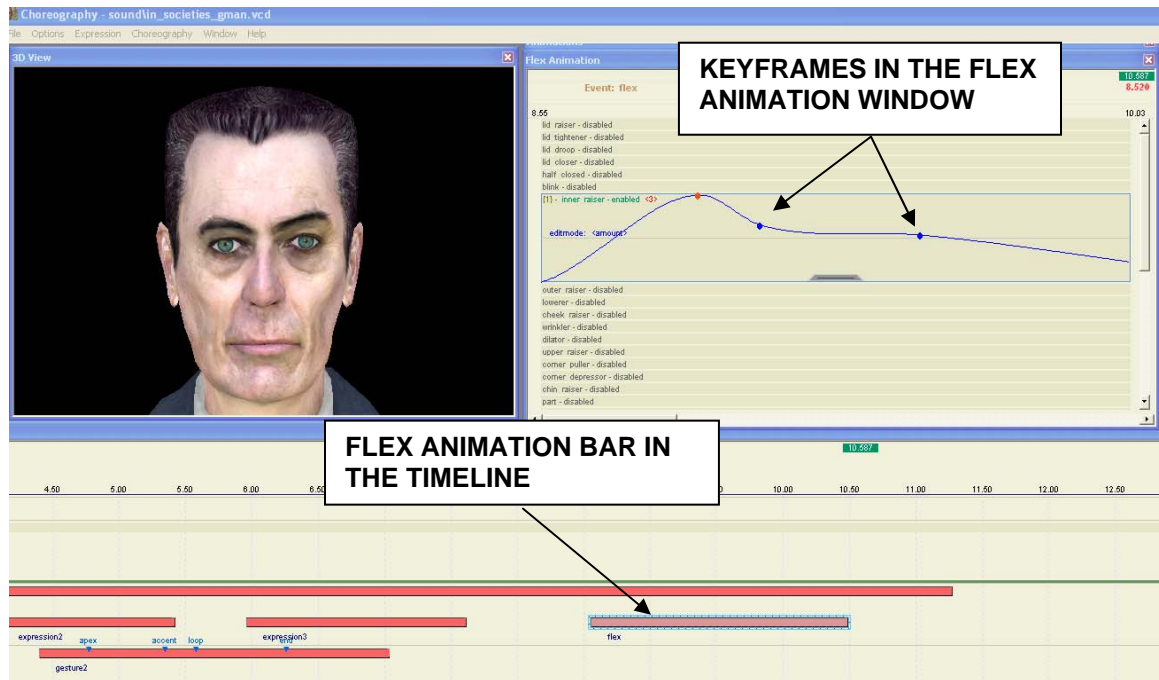 Choreography - sound\in_societies_gman.vcd
File Options Expression Choreography Window Help
3D View
Flex Animation
KEYFRAMES IN THE FLEX
ANIMATION WINDOW
Event: flex
10.587
8.520
8.55
10.03
lid raiser - disabled
lid tightener - disabled
lid droop - disabled
lid closer - disabled
half closed - disabled
blink - disabled
(1) - inner raiser - enabled <3>
editmode: <amount>
outer raiser - disabled
lowerer - disabled
cheek raiser - disabled
wrinkler - disabled
dilator - disabled
upper raiser - disabled
corner puller - disabled
corner depressor - disabled
chin raiser - disabled
part - disabled
FLEX ANIMATION BAR IN
THE TIMELINE
10.587
4.50 5.00 5.50 6.00 6.50 10.00 10.50 11.00 11.50 12.00 12.50
expression2 expression3 flex
apex accent loop end
gesture2